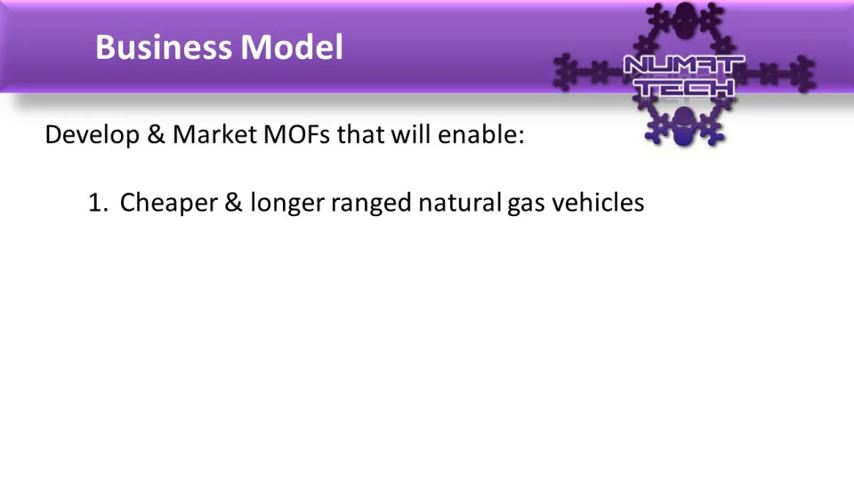 Business Model
NUMAT
TECH
Develop & Market MOFs that will enable:
1. Cheaper & longer ranged natural gas vehicles